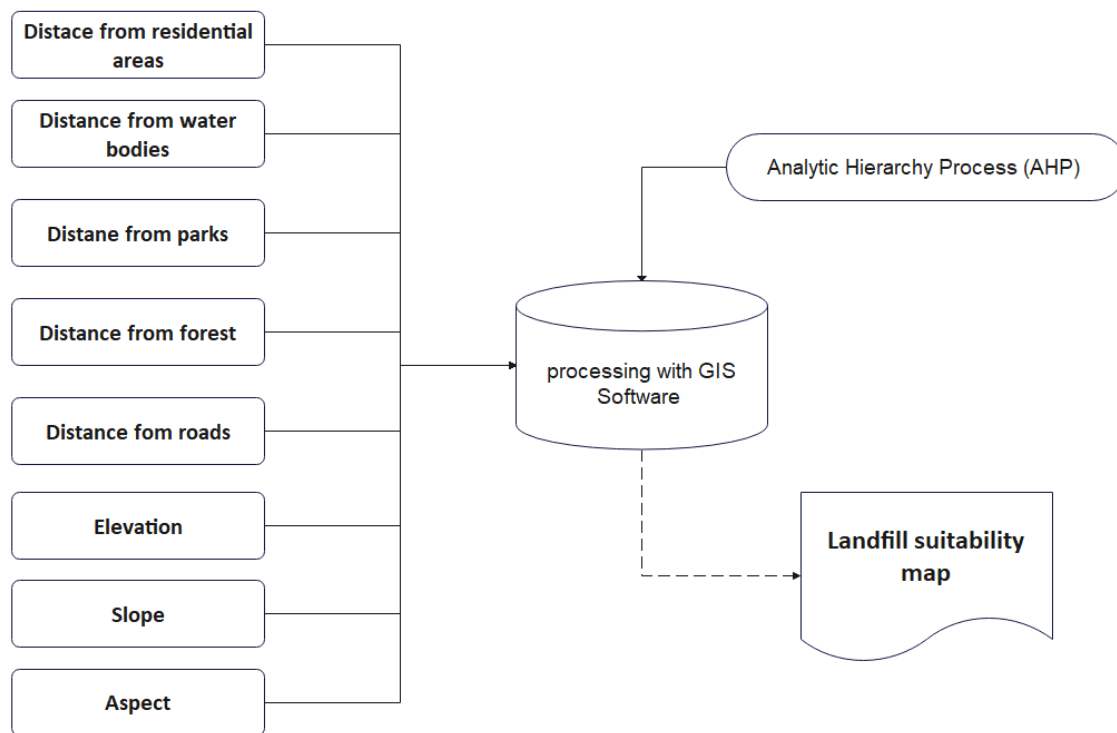 Distace from residential
areas
Distance from water
bodies
Distane from parks
Distance from forest
Distance fom roads
Elevation
Slope
Aspect
Analytic Hierarchy Process (AHP)
processing with GIS
Software
Landfill suitability
map